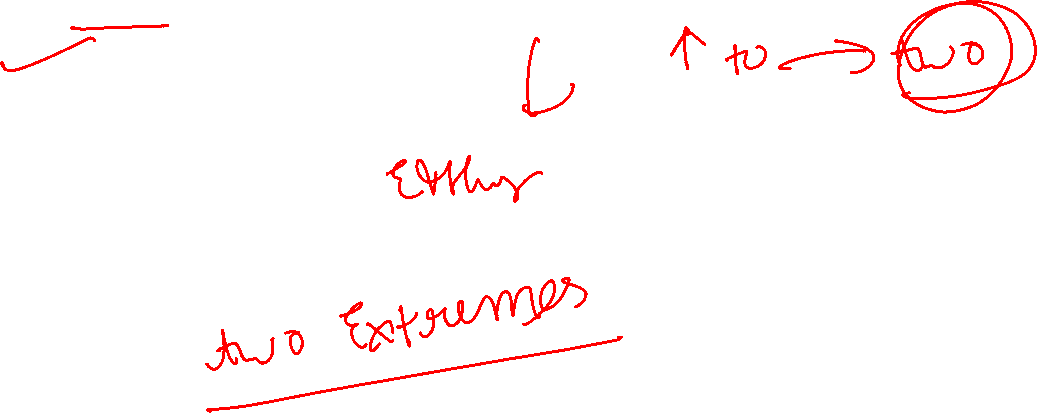 ↑ to → two
Either
two Extremes